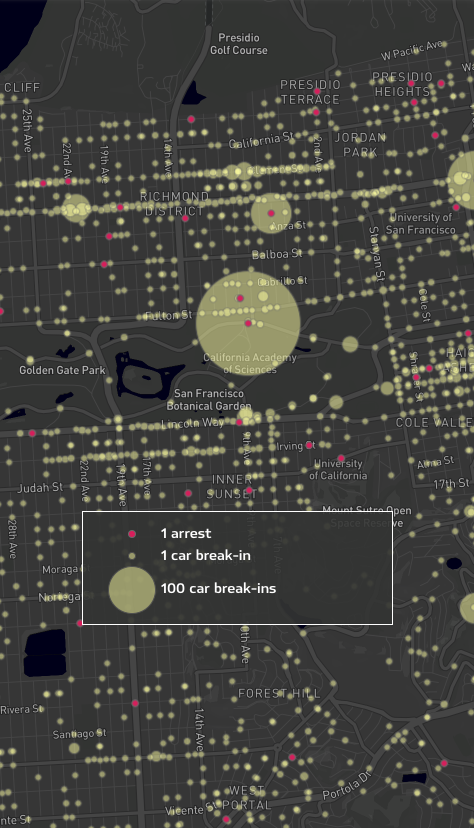 Presidio
Golf Course
W Pacific Ave
CLIFF
PRESIDIO
TERRACE
PRESIDIO
HEIGHTS
25th Ave
22nd Ave
19th Ave
14th Ave
California St
2nd Ave
JORDAN
PARK
RICHMOND
DISTRICT
University of
San Francisco
Anza St
Balboa St
Stanyan St
Cabrillo St
Cole St
Fulton St
California Academy
of Sciences
Golden Gate Park
San Francisco
Botanical Garden
Lincoln Way
COLE VALLE
Irving St
University
of California
Alma St
17th St
Judah St
22nd Ave
19th Ave
17th Ave
INNER
SUNSET
Mount Sutro Open
Space Reserve
28th Ave
1 arrest
1 car break-in
100 car break-ins
Moraga
Noriega
FOREST HILL
Rivera St
14th Ave
Santiago St
WEST
PORTAL
Portola Dr
Vicente St
nte St